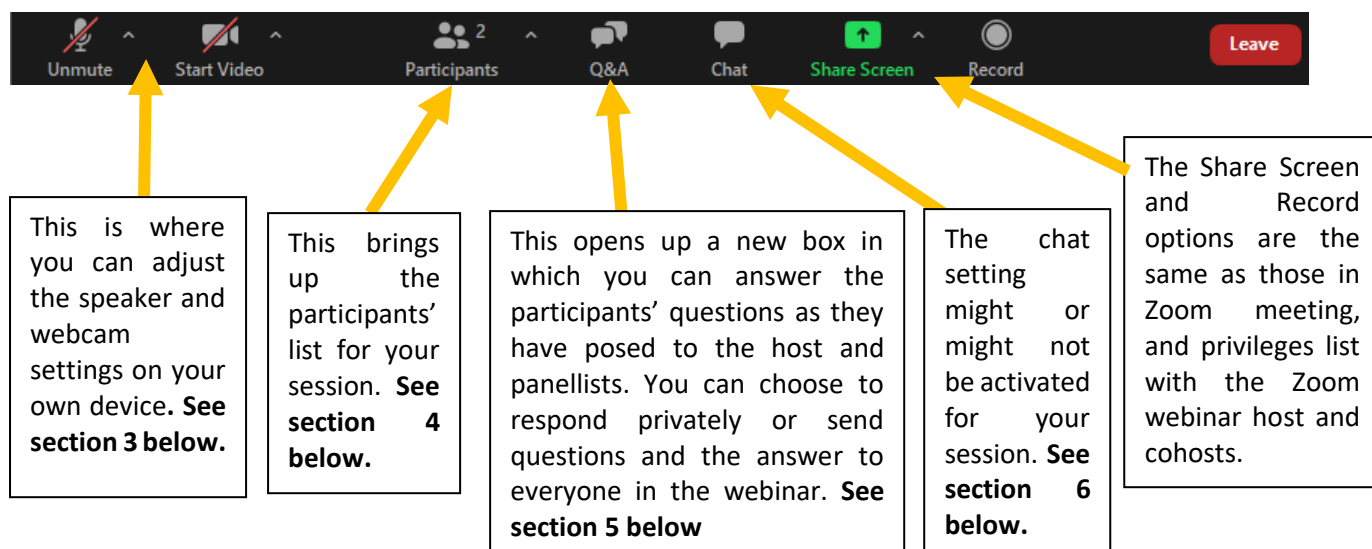 2
Unmute Start Video Participants Q&A Chat Share Screen Record Leave
This is where
you can adjust
the speaker and
webcam
settings on your
own device. See
section 3 below.
This brings
up the
participants’
list for your
session. See
section 4
below.
This opens up a new box in
which you can answer the
participants’ questions as they
have posed to the host and
panellists. You can choose to
respond privately or send
questions and the answer to
everyone in the webinar. See
section 5 below
The chat
setting
might or
might not
be activated
for your
session. See
section 6
below.
The Share Screen
and Record
options are the
same as those in
Zoom meeting,
and privileges list
with the Zoom
webinar host and
cohosts.